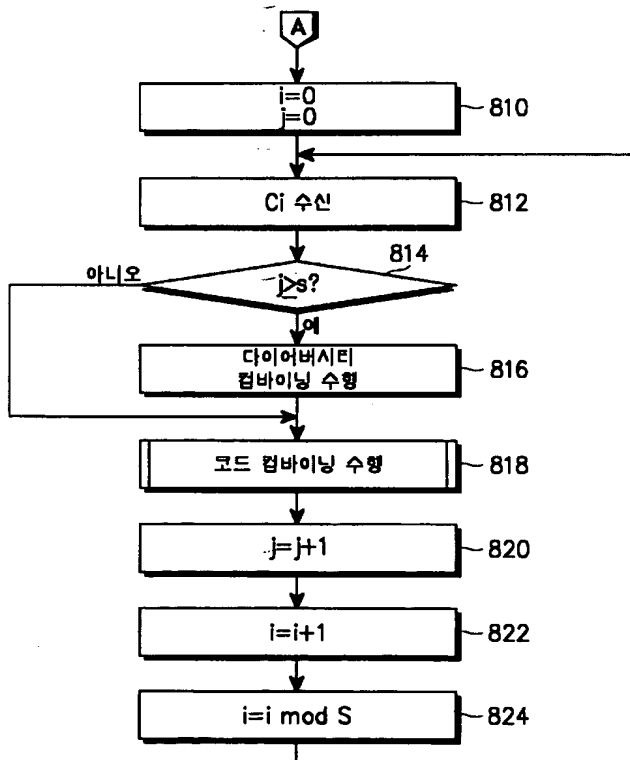 A
i=0
j=0
810
Ci 수신
812
814
아니오
j≥s?
예
다이어버시티
컴바이닝 수행
816
코드 컴바이닝 수행
818
j=j+1
820
i=i+1
822
i=i mod S
824